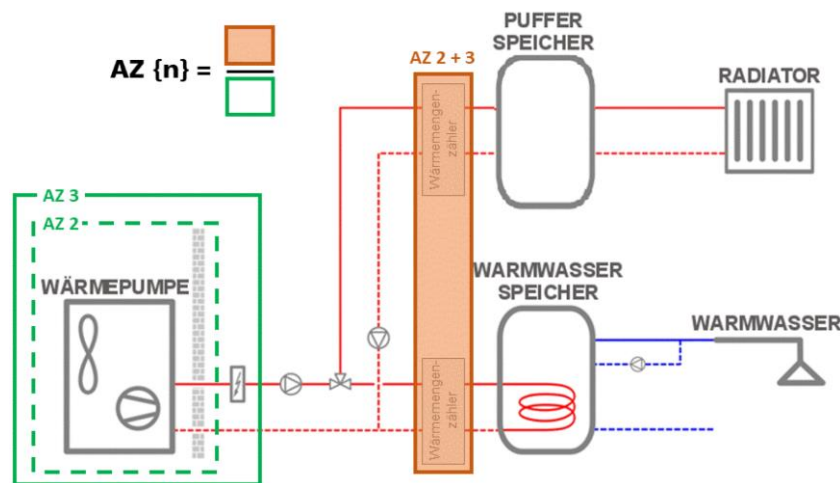 AZ {n} =
AZ 2 + 3
PUFFER
SPEICHER
RADIATOR
Wärmemengen-
zähler
AZ 3
AZ 2
WÄRMEPUMPE
WARMWASSER
SPEICHER
WARMWASSER
Wärmemengen-
zähler